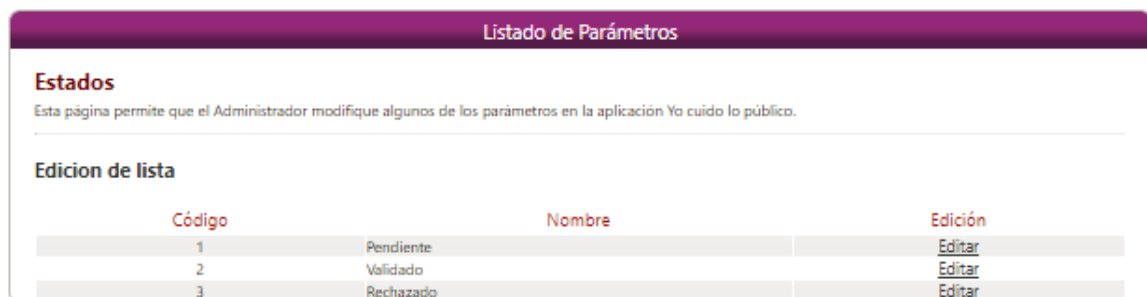 Listado de Parámetros
Estados
Esta página permite que el Administrador modifique algunos de los parámetros en la aplicación Yo cuido lo público.
Edicion de lista
Código Nombre Edición
1 Pendiente Editar
2 Validado Editar
3 Rechazado Editar